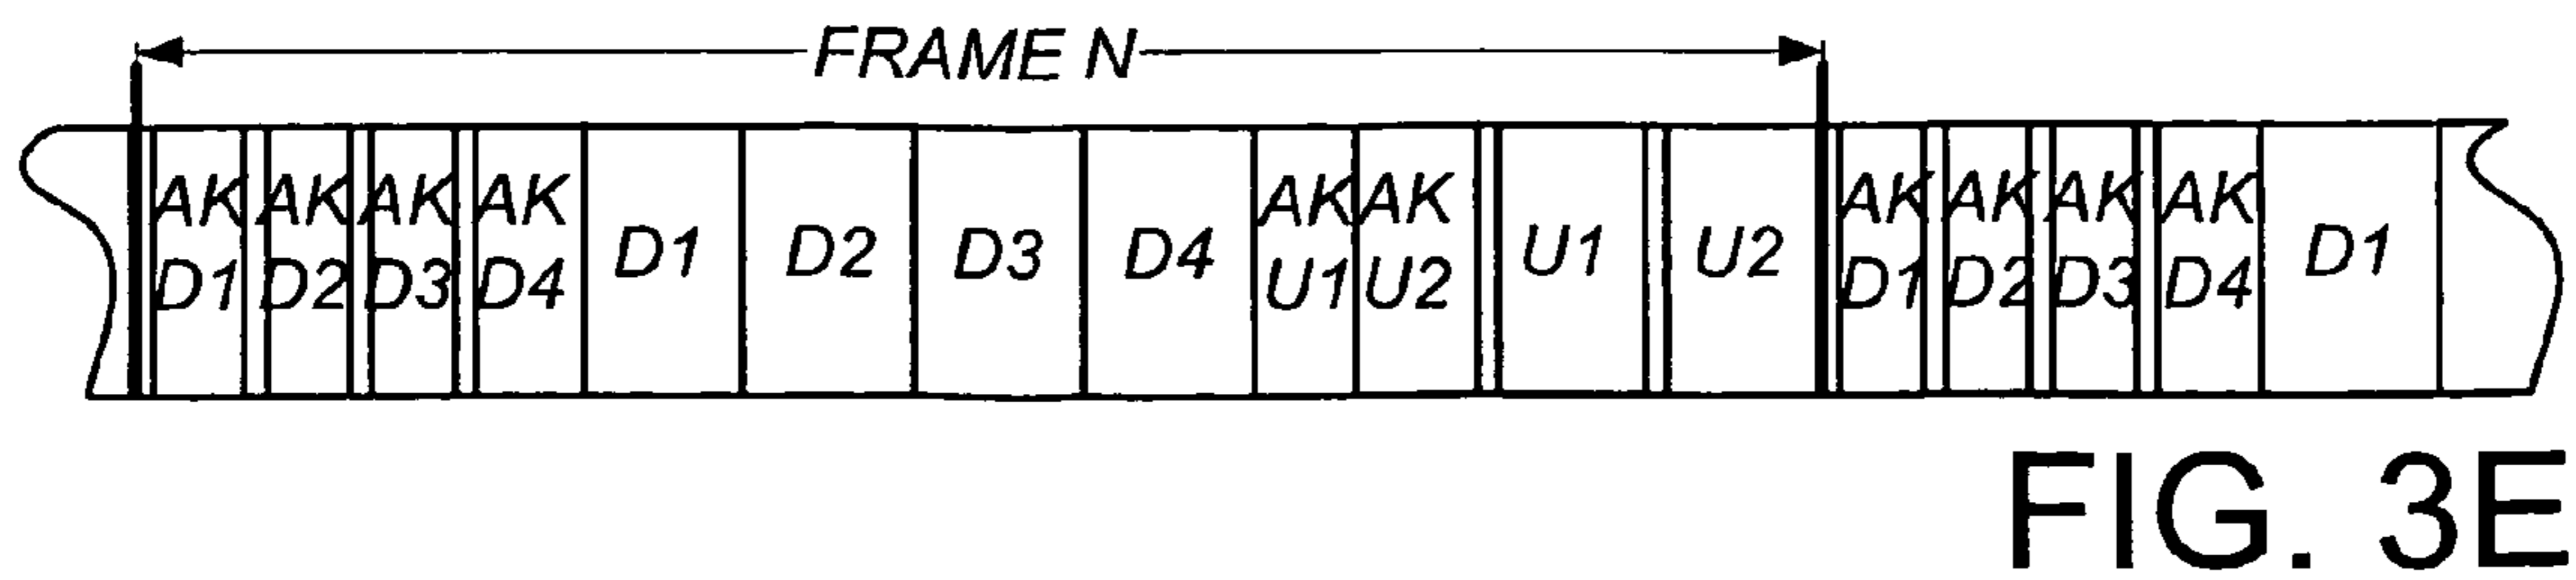 FRAME N
AK AK AK AK AK AK AK AK AK AK
D1 D2 D3 D4 D1 D2 D3 D4 U1 U2 U1 U2 D1 D2 D3 D4 D1
FIG. 3E